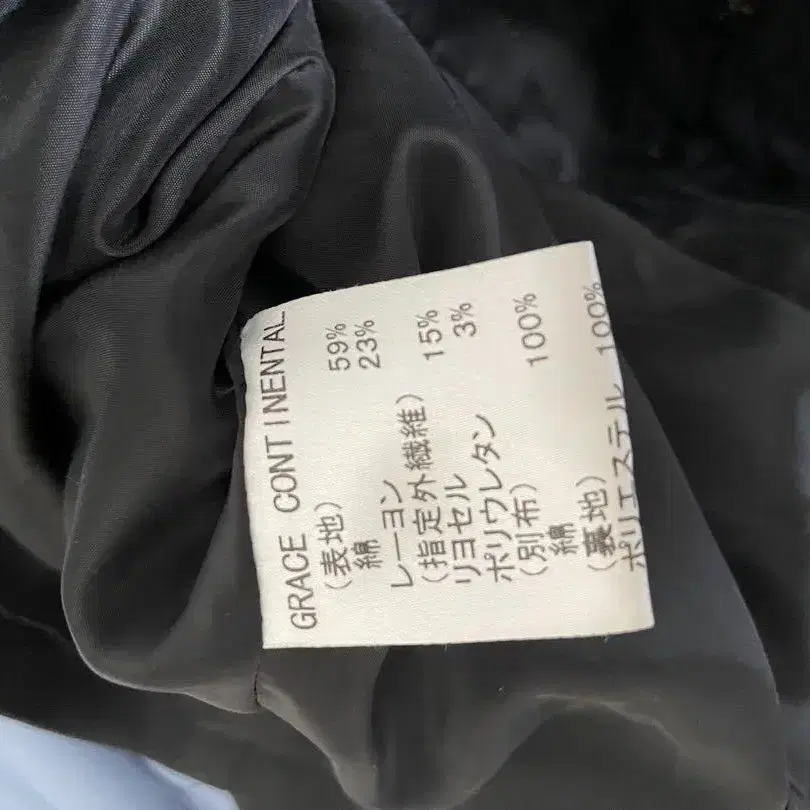 GRACE CONTINENTAL
(表地)
綿 59%
レーヨン 23%
(指定外繊維)
リヨセル 15%
ポリウレタン 3%
(別布)
綿 100%
(裏地)
ポリエステル 100%